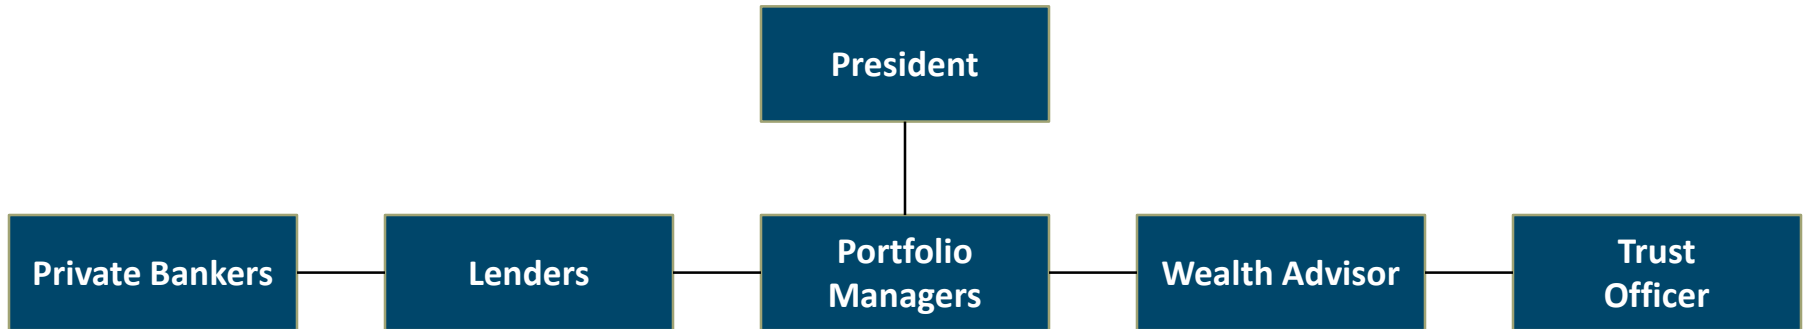 President
Private Bankers
Lenders
Portfolio
Managers
Wealth Advisor
Trust
Officer